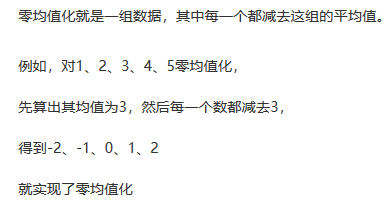 零均值化就是一组数据，其中每一个都减去这组的平均值。
例如，对1、2、3、4、5零均值化，
先算出其均值为3，然后每一个数都减去3，
得到-2、-1、0、1、2
就实现了零均值化